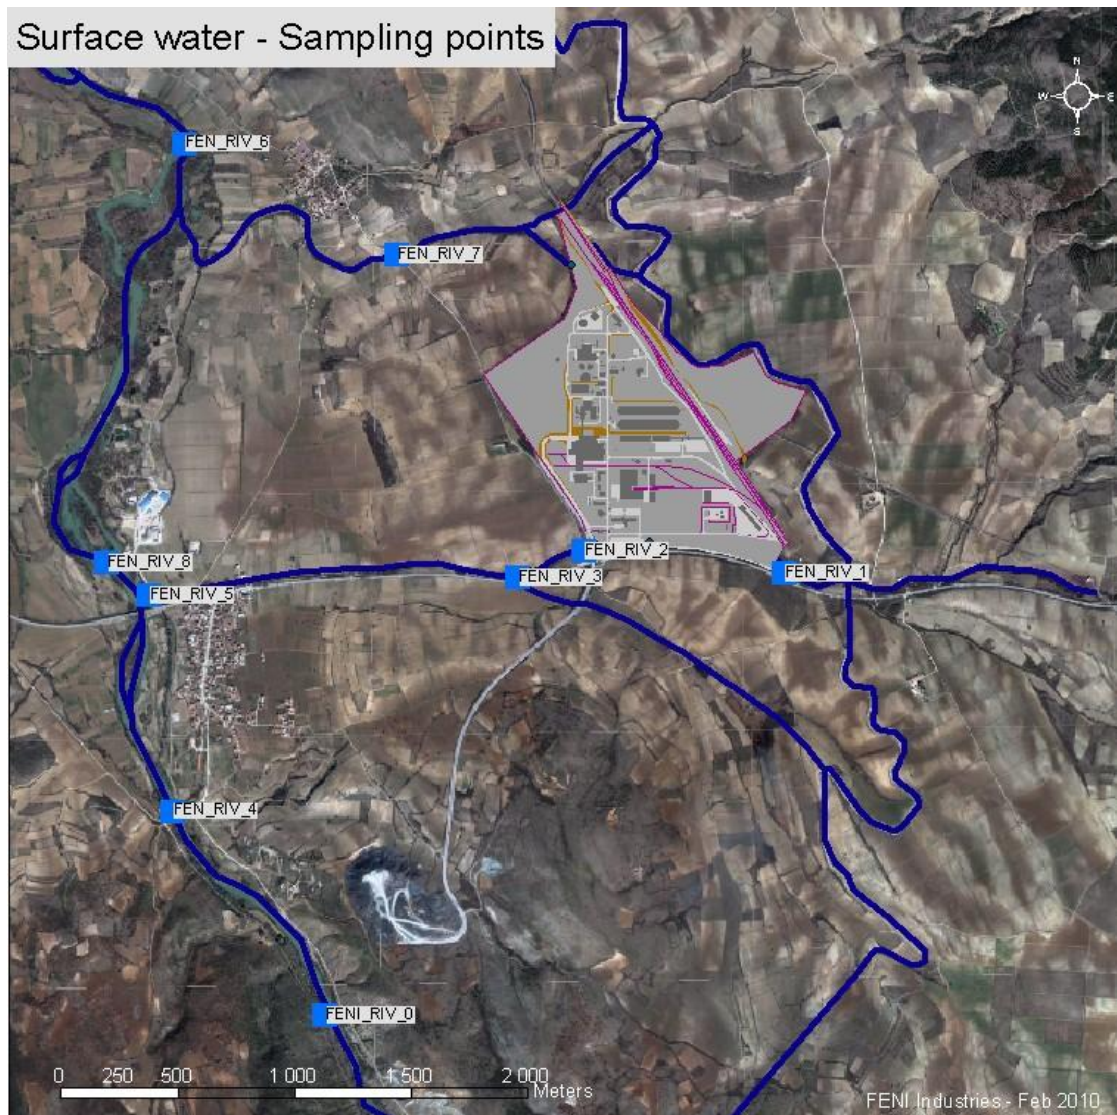 Surface water - Sampling points
N
W
E
S
FEN_RIV_6
FEN_RIV_7
FEN_RIV_2
FEN_RIV_8
FEN_RIV_3
FEN_RIV_1
FEN_RIV_5
FEN_RIV_4
FENI_RIV_0
0 250 500 1 000 1 500 2 000
Meters
FENI Industries - Feb 2010